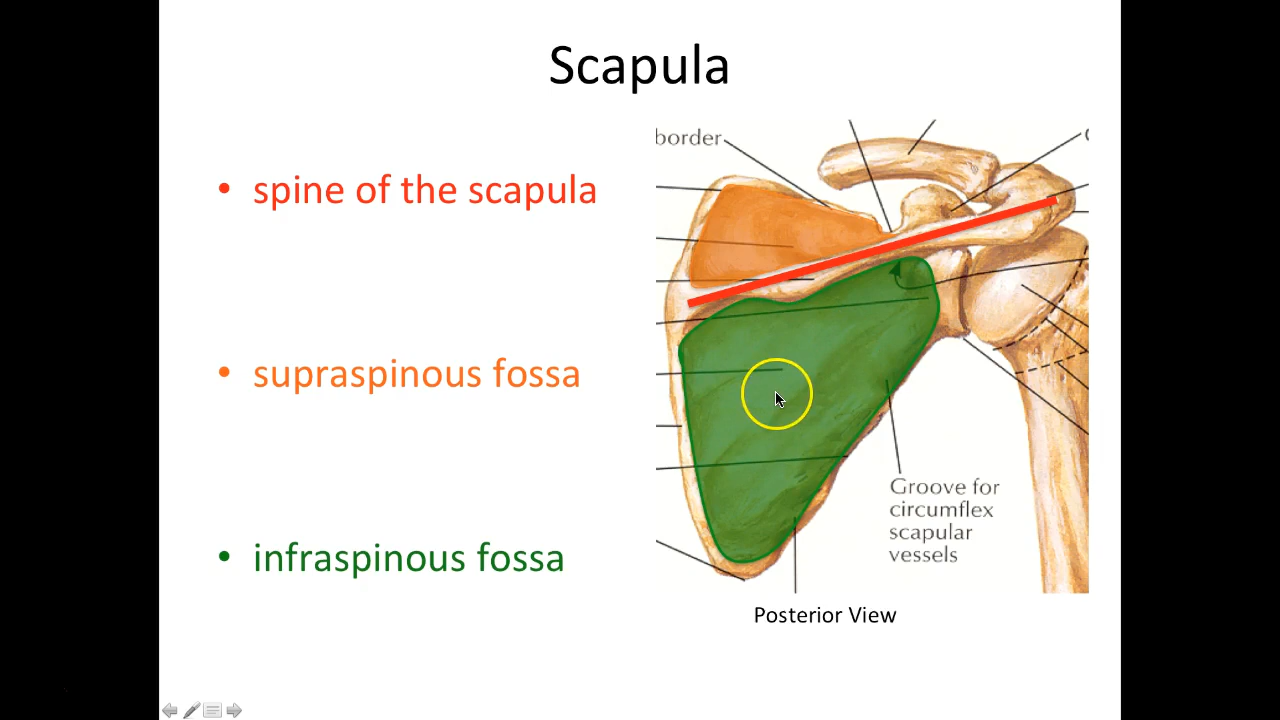 Scapula
border
• spine of the scapula
• supraspinous fossa
• infraspinous fossa
Groove for
circumflex
scapular
vessels
Posterior View